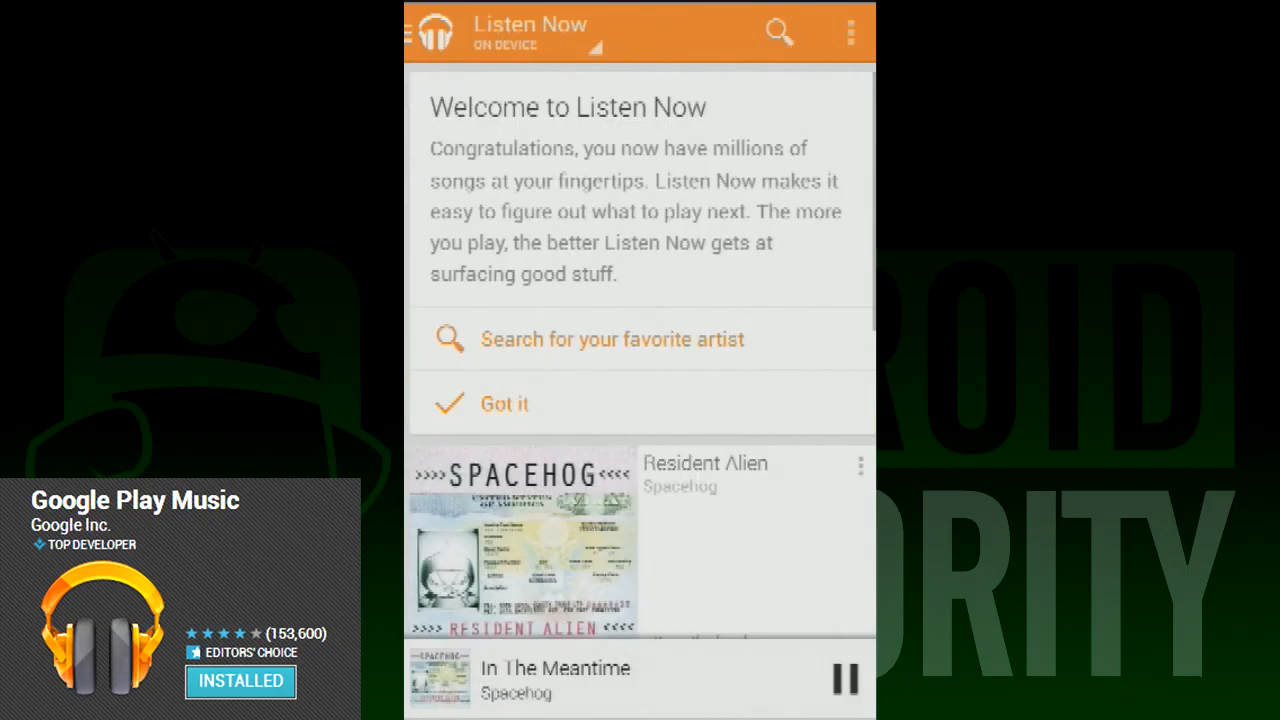 Listen Now
ON DEVICE
Welcome to Listen Now
Congratulations, you now have millions of
songs at your fingertips. Listen Now makes it
easy to figure out what to play next. The more
you play, the better Listen Now gets at
surfacing good stuff.
Search for your favorite artist
Got it
>>>> SPACEHOG <<<<
Resident Alien
Spacehog
>>>> RESIDENT ALIEN <<<<
In The Meantime
Spacehog
Google Play Music
Google Inc.
TOP DEVELOPER
(153,600)
EDITORS' CHOICE
INSTALLED
ROID
ORITY